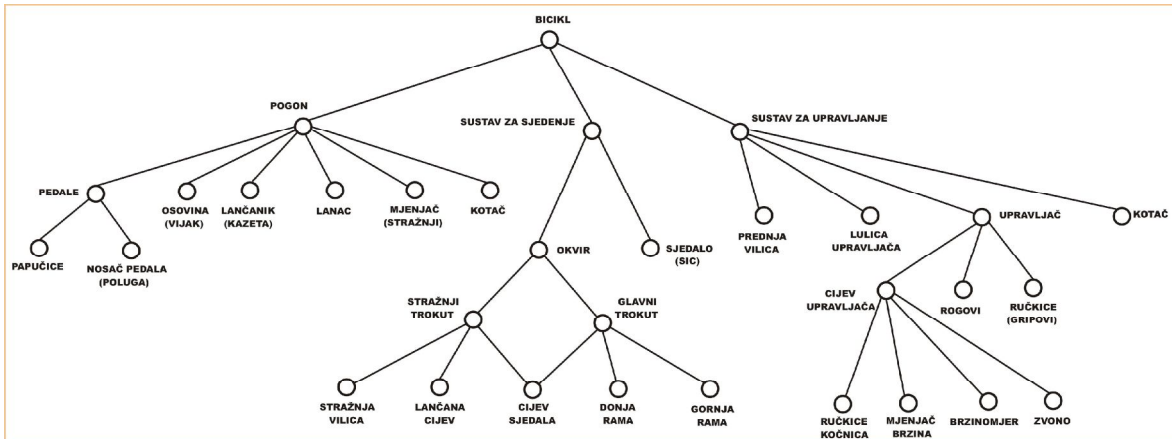 BICIKL
POGON
SUSTAV ZA SJEDENJE
SUSTAV ZA UPRAVLJANJE
PEDALE
OSOVINA
(VIJAK)
LANČANIK
(KAZETA)
LANAC
MJENJAČ
(STRAŽNJI)
KOTAČ
PREDNJA
VILICA
LULICA
UPRAVLJAČA
UPRAVLJAČ
KOTAČ
PAPUČICE
NOSAČ PEDALA
(POLUGA)
OKVIR
SJEDALO
(SIC)
STRAŽNJI
TROKUT
GLAVNI
TROKUT
CIJEV
UPRAVLJAČA
ROGOVI
RUČKICE
(GRIPOVI)
STRAŽNJA
VILICA
LANČANA
CIJEV
CIJEV
SJEDALA
DONJA
RAMA
GORNJA
RAMA
RUČKICE
KOČNICA
MJENJAČ
BRZINA
BRZINOMJER
ZVONO